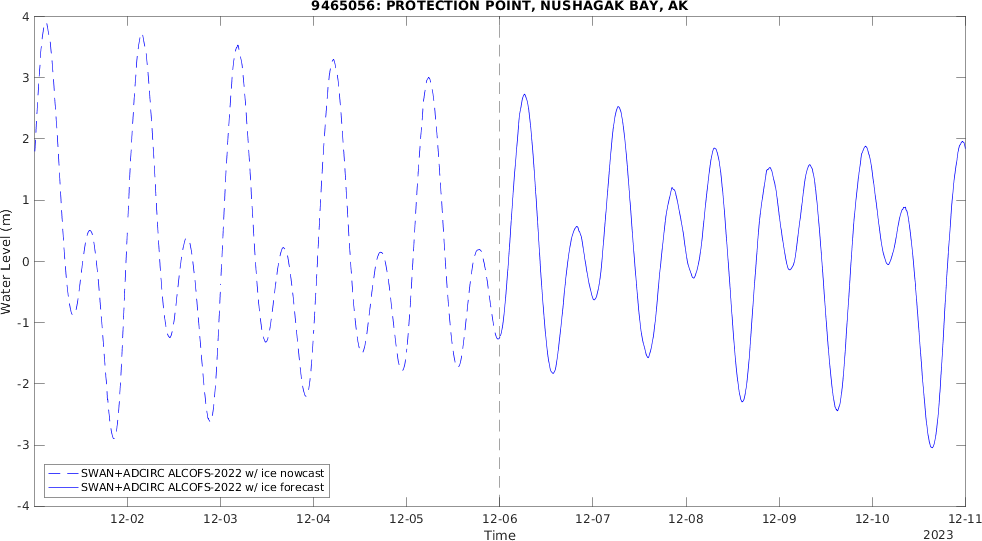 9465056: PROTECTION POINT, NUSHAGAK BAY, AK
4
3
2
1
0
-1
-2
-3
-4
Water Level (m)
SWAN+ADCIRC ALCOFS-2022 w/ ice nowcast
SWAN+ADCIRC ALCOFS-2022 w/ ice forecast
12-02 12-03 12-04 12-05 12-06 12-07 12-08 12-09 12-10 12-11
Time
2023